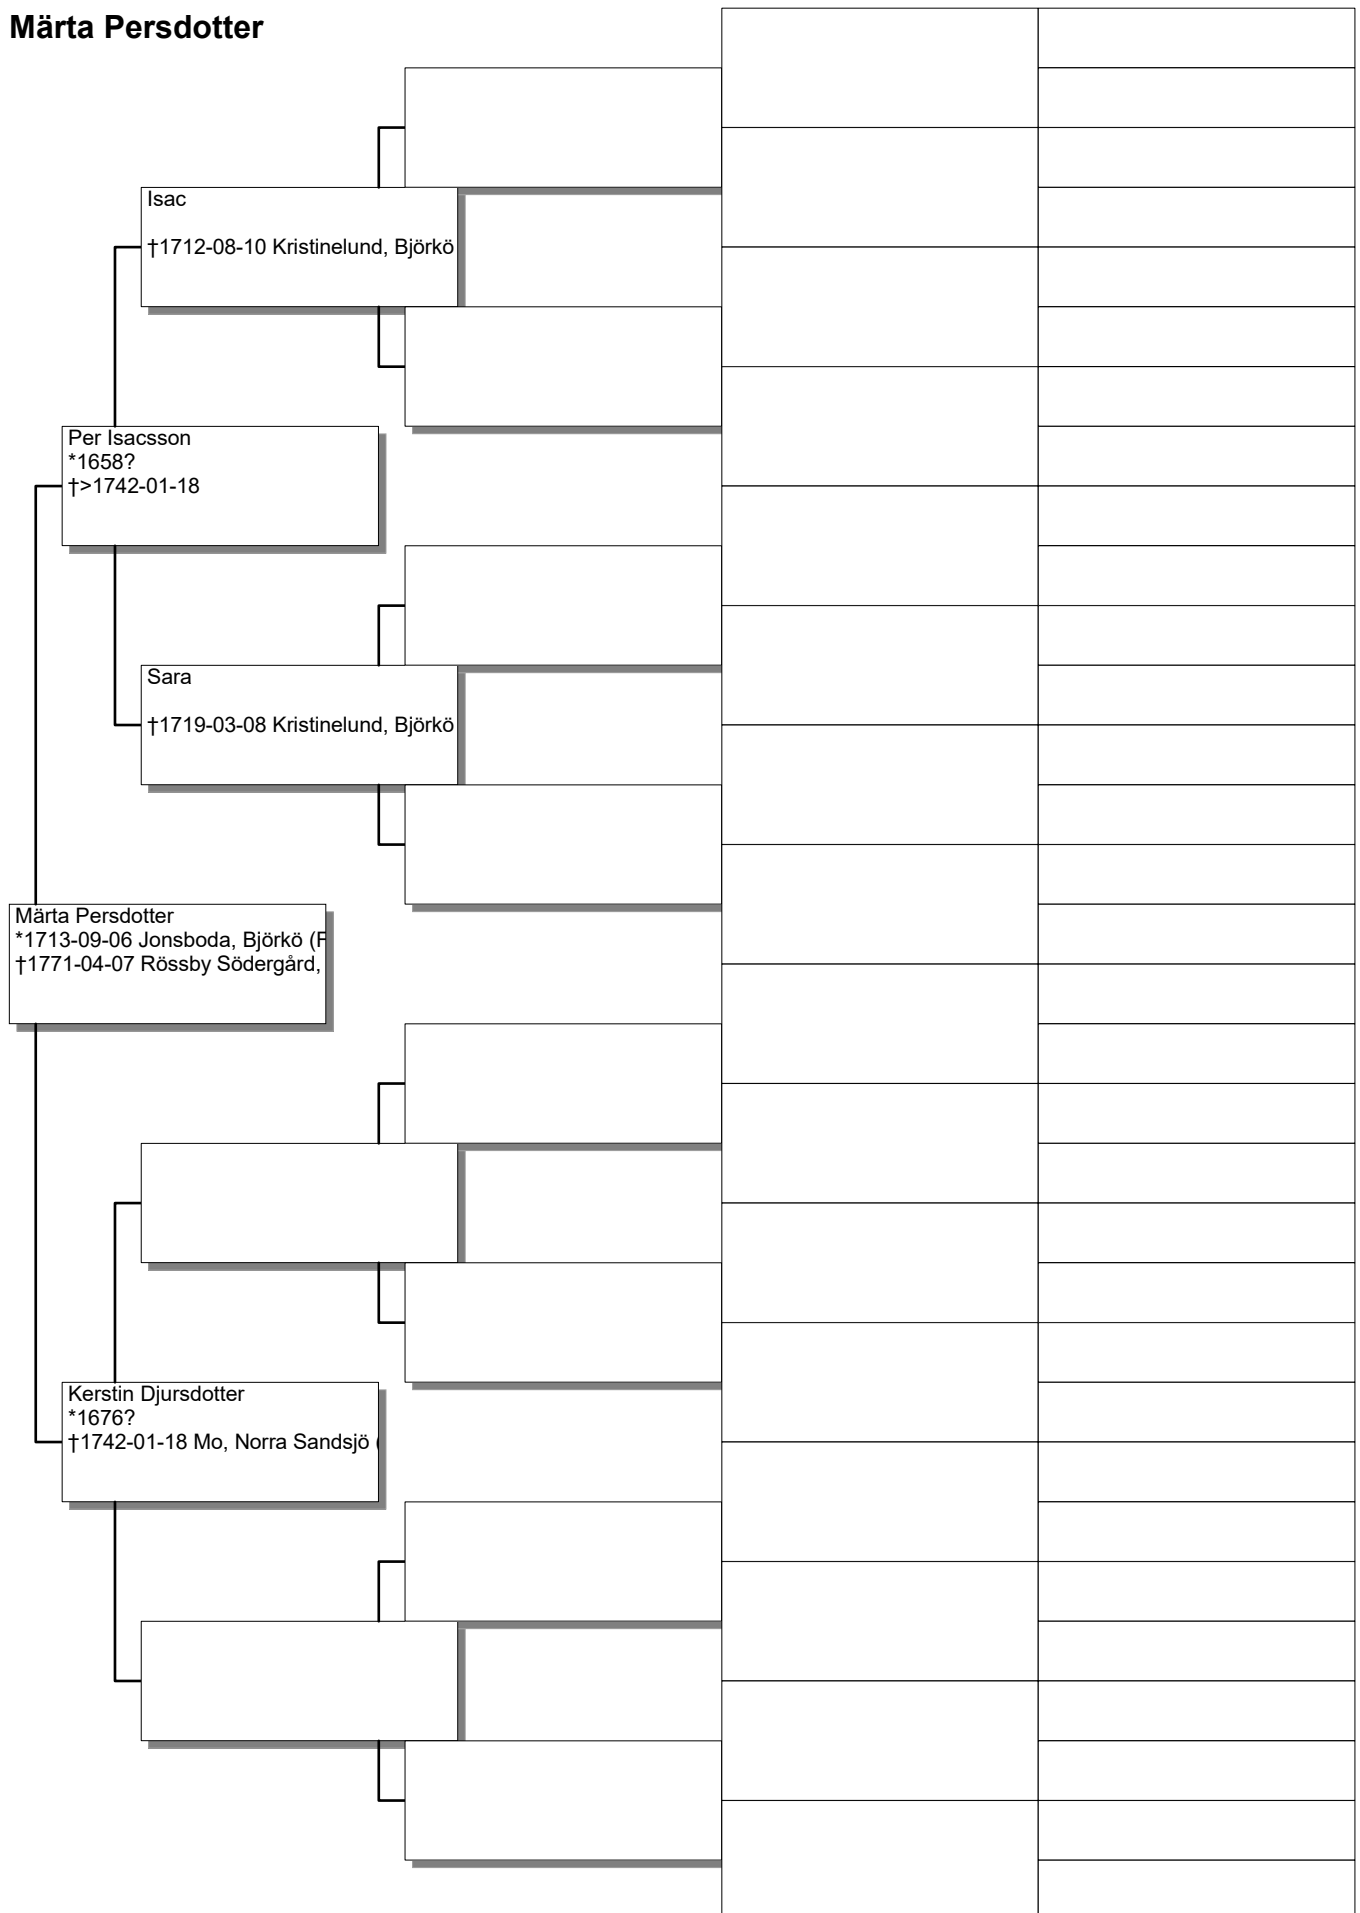 Märta Persdotter
Isac
†1712-08-10 Kristinelund, Björkö
Per Isacsson
*1658?
†>1742-01-18
Sara
†1719-03-08 Kristinelund, Björkö
Märta Persdotter
*1713-09-06 Jonsboda, Björkö (F
†1771-04-07 Rössby Södergård,
Kerstin Djursdotter
*1676?
†1742-01-18 Mo, Norra Sandsjö (